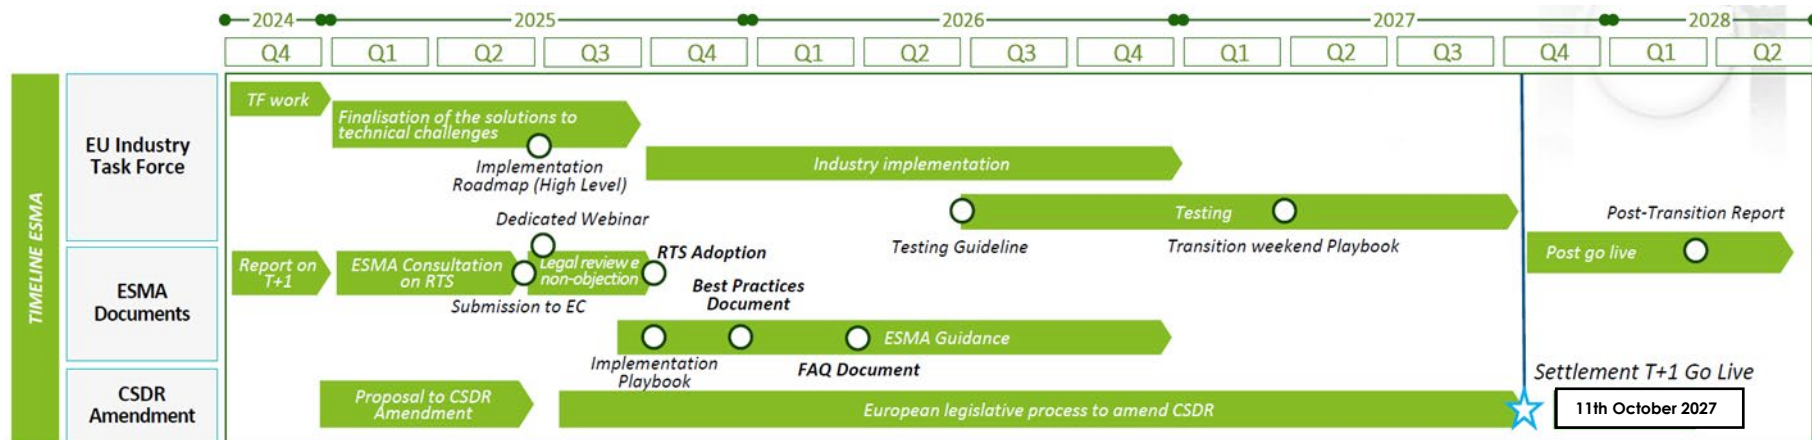 2024
2025
2026
2027
2028
Q4
Q1
Q2
Q3
Q4
Q1
Q2
Q3
Q4
Q1
Q2
Q3
Q4
Q1
Q2
TIMELINE ESMA
EU Industry
Task Force
TF work
Finalisation of the solutions to
technical challenges
Implementation
Roadmap (High Level)
Industry implementation
Testing
Testing Guideline
Transition weekend Playbook
Post-Transition Report
Post go live
Dedicated Webinar
ESMA
Documents
Report on
T+1
ESMA Consultation
on RTS
Legal review e
non-objection
RTS Adoption
Submission to EC
Best Practices
Document
ESMA Guidance
Implementation
Playbook
FAQ Document
CSDR
Amendment
Proposal to CSDR
Amendment
European legislative process to amend CSDR
Settlement T+1 Go Live
11th October 2027